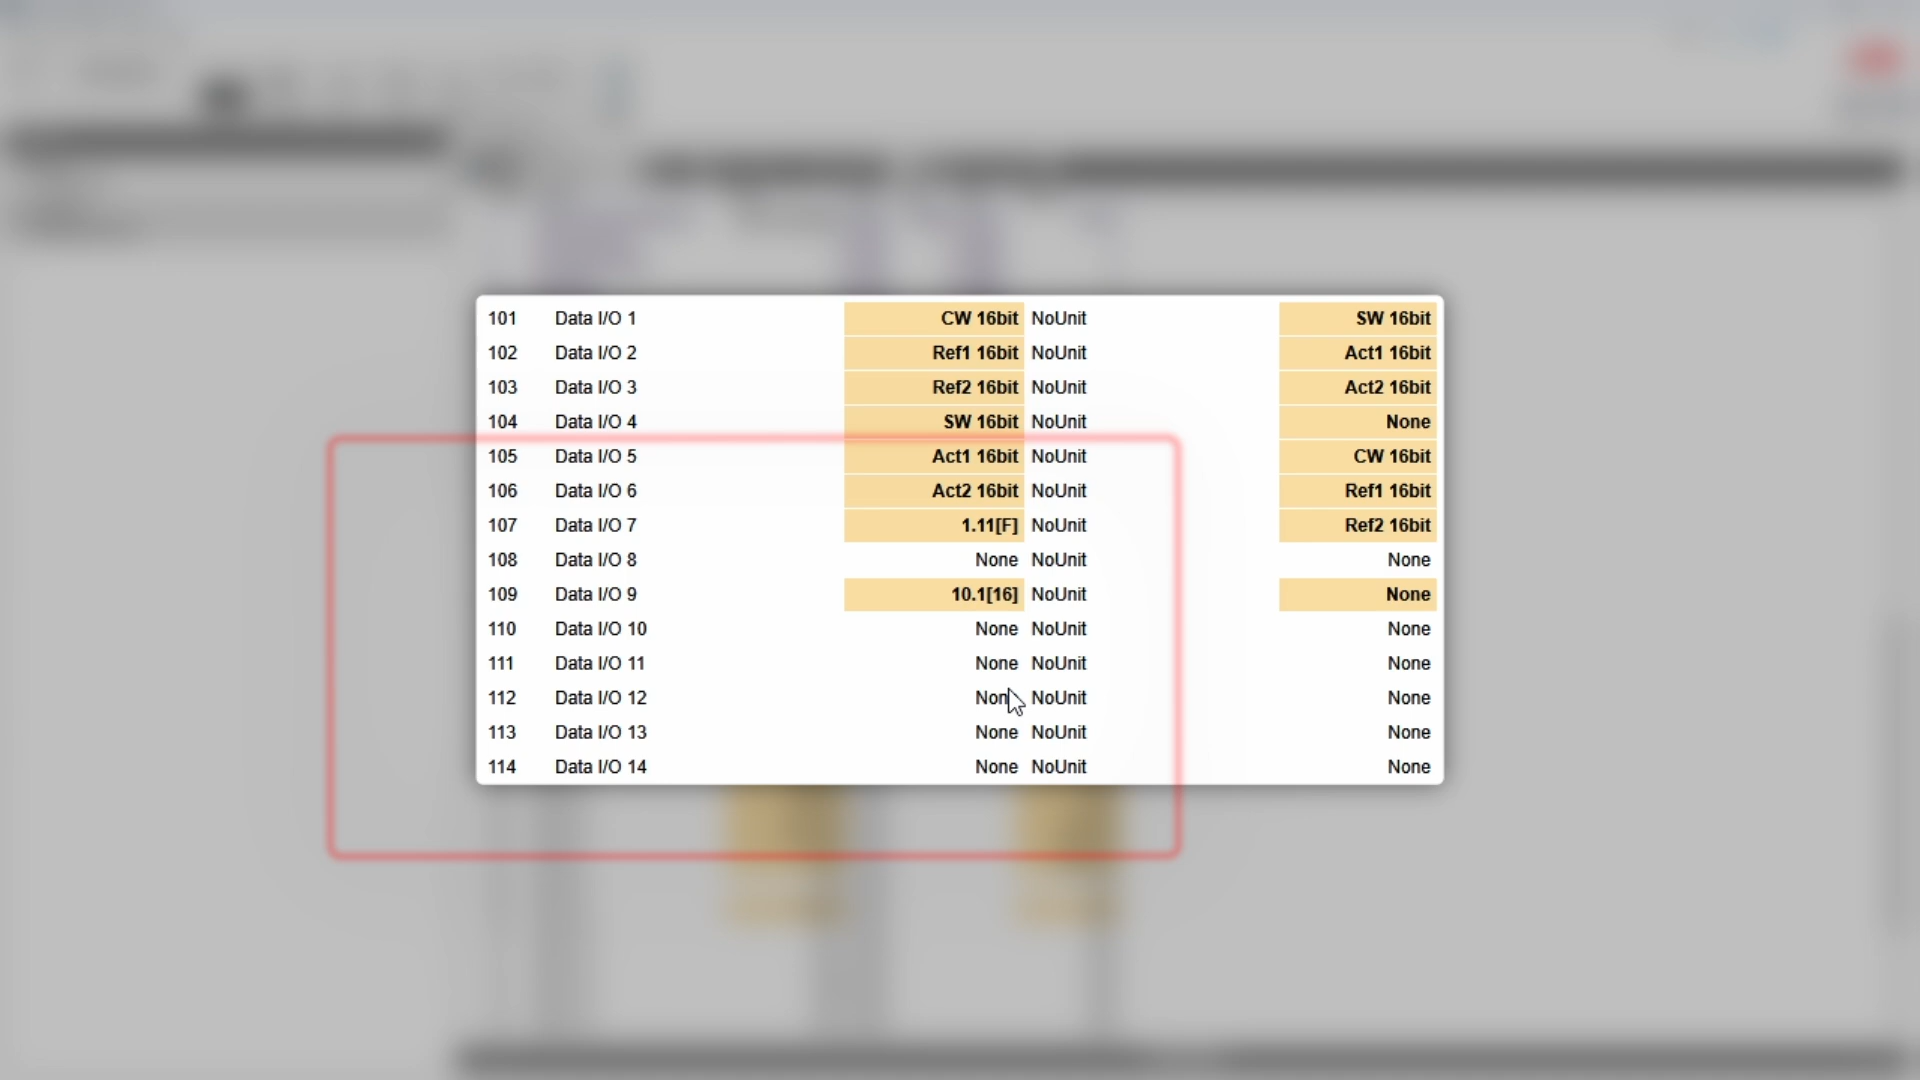 101 Data I/O 1 CW 16bit NoUnit SW 16bit
102 Data I/O 2 Ref1 16bit NoUnit Act1 16bit
103 Data I/O 3 Ref2 16bit NoUnit Act2 16bit
104 Data I/O 4 SW 16bit NoUnit None
105 Data I/O 5 Act1 16bit NoUnit CW 16bit
106 Data I/O 6 Act2 16bit NoUnit Ref1 16bit
107 Data I/O 7 1.11[F] NoUnit Ref2 16bit
108 Data I/O 8 None NoUnit None
109 Data I/O 9 10.1[16] NoUnit None
110 Data I/O 10 None NoUnit None
111 Data I/O 11 None NoUnit None
112 Data I/O 12 None NoUnit None
113 Data I/O 13 None NoUnit None
114 Data I/O 14 None NoUnit None